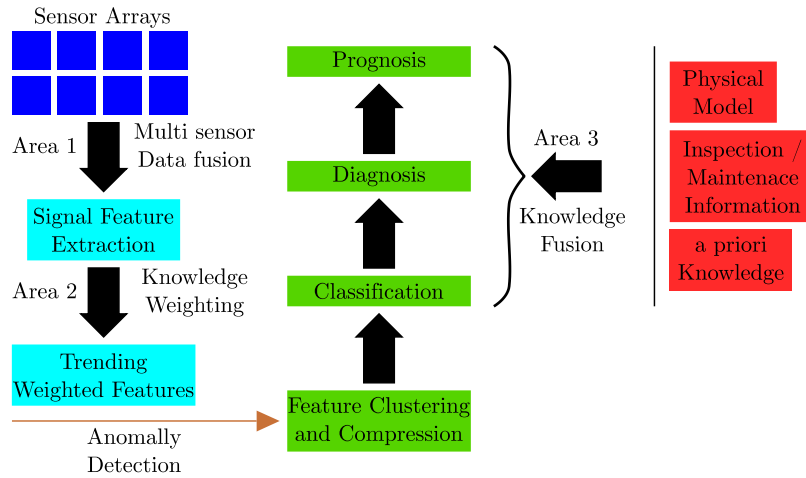 Sensor Arrays
Area 1
Multi sensor
Data fusion
Signal Feature
Extraction
Area 2
Knowledge
Weighting
Trending
Weighted Features
Anomally
Detection
Prognosis
Diagnosis
Classification
Feature Clustering
and Compression
Area 3
Knowledge
Fusion
Physical
Model
Inspection /
Maintenace
Information
a priori
Knowledge